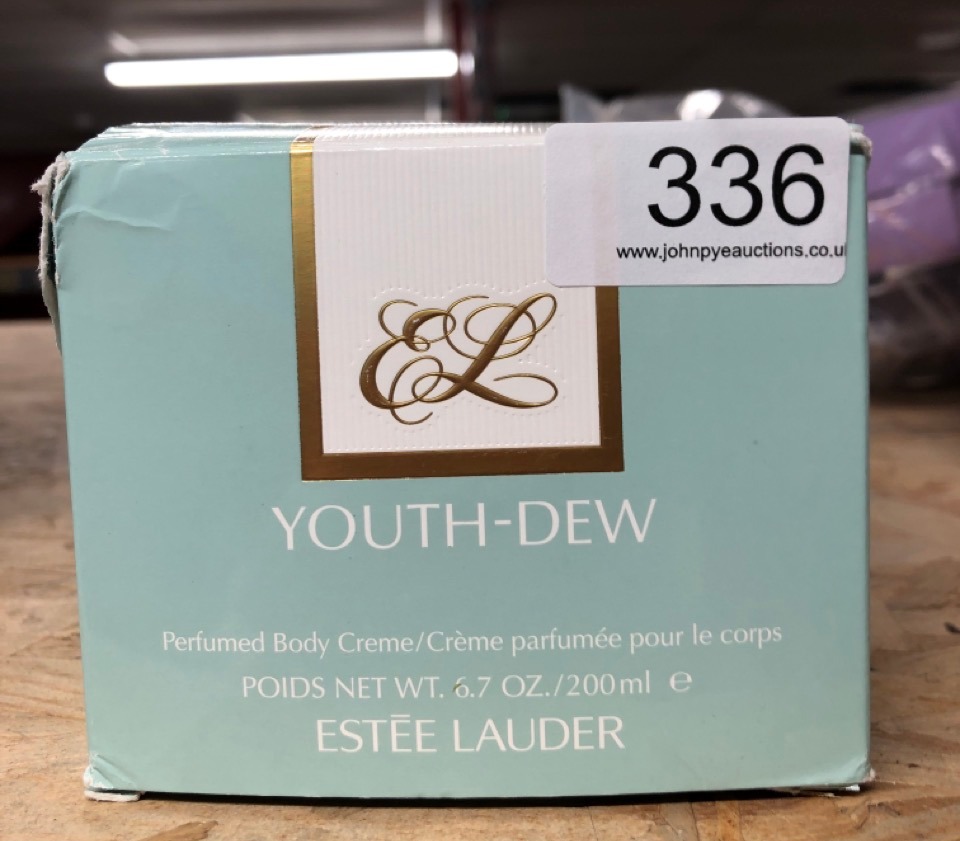 336
www.johnpyeauctions.co.u
EL
YOUTH-DEW
Perfumed Body Creme/Crème parfumée pour le corps
POIDS NET WT. 6.7 OZ./200ml ℮
ESTĒE LAUDER